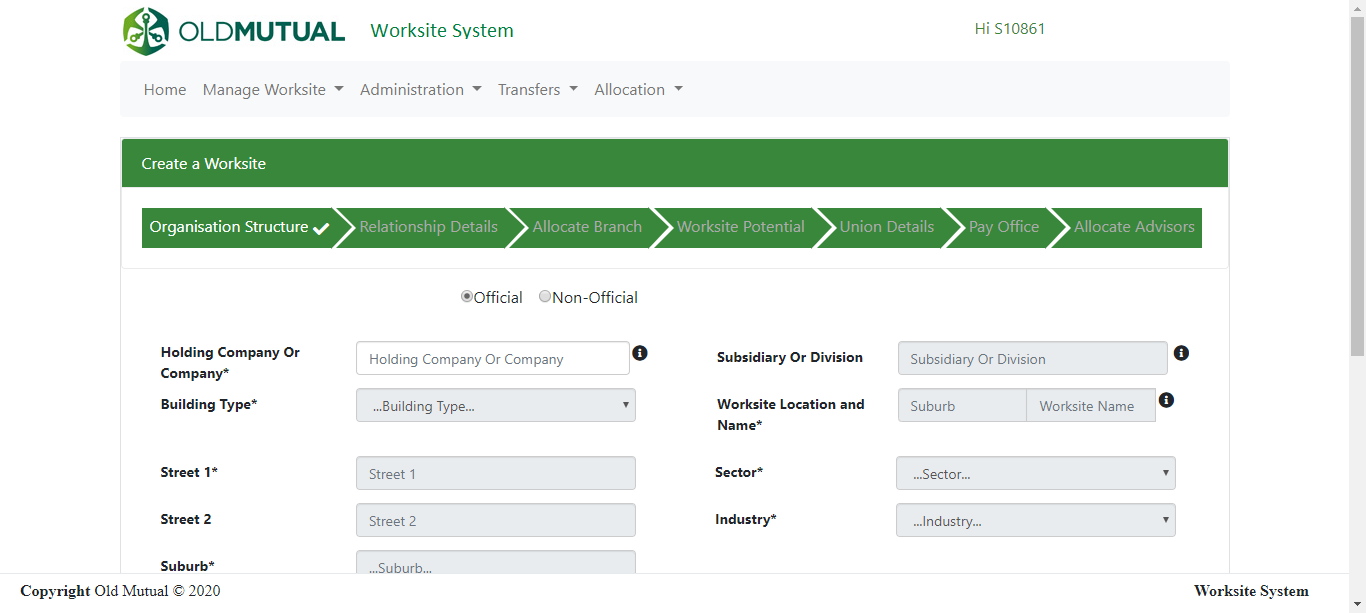 OLDMUTUAL Worksite System Hi S10861
Home Manage Worksite Administration Transfers Allocation
Create a Worksite
Organisation Structure Relationship Details Allocate Branch Worksite Potential Union Details Pay Office Allocate Advisors
Official Non-Official
Holding Company Or Company* Holding Company Or Company Subsidiary Or Division Subsidiary Or Division
Building Type* ...Building Type... Worksite Location and Name* Suburb Worksite Name
Street 1* Street 1 Sector* ...Sector...
Street 2 Street 2 Industry* ...Industry...
Suburb* ...Suburb...
Copyright Old Mutual © 2020 Worksite System